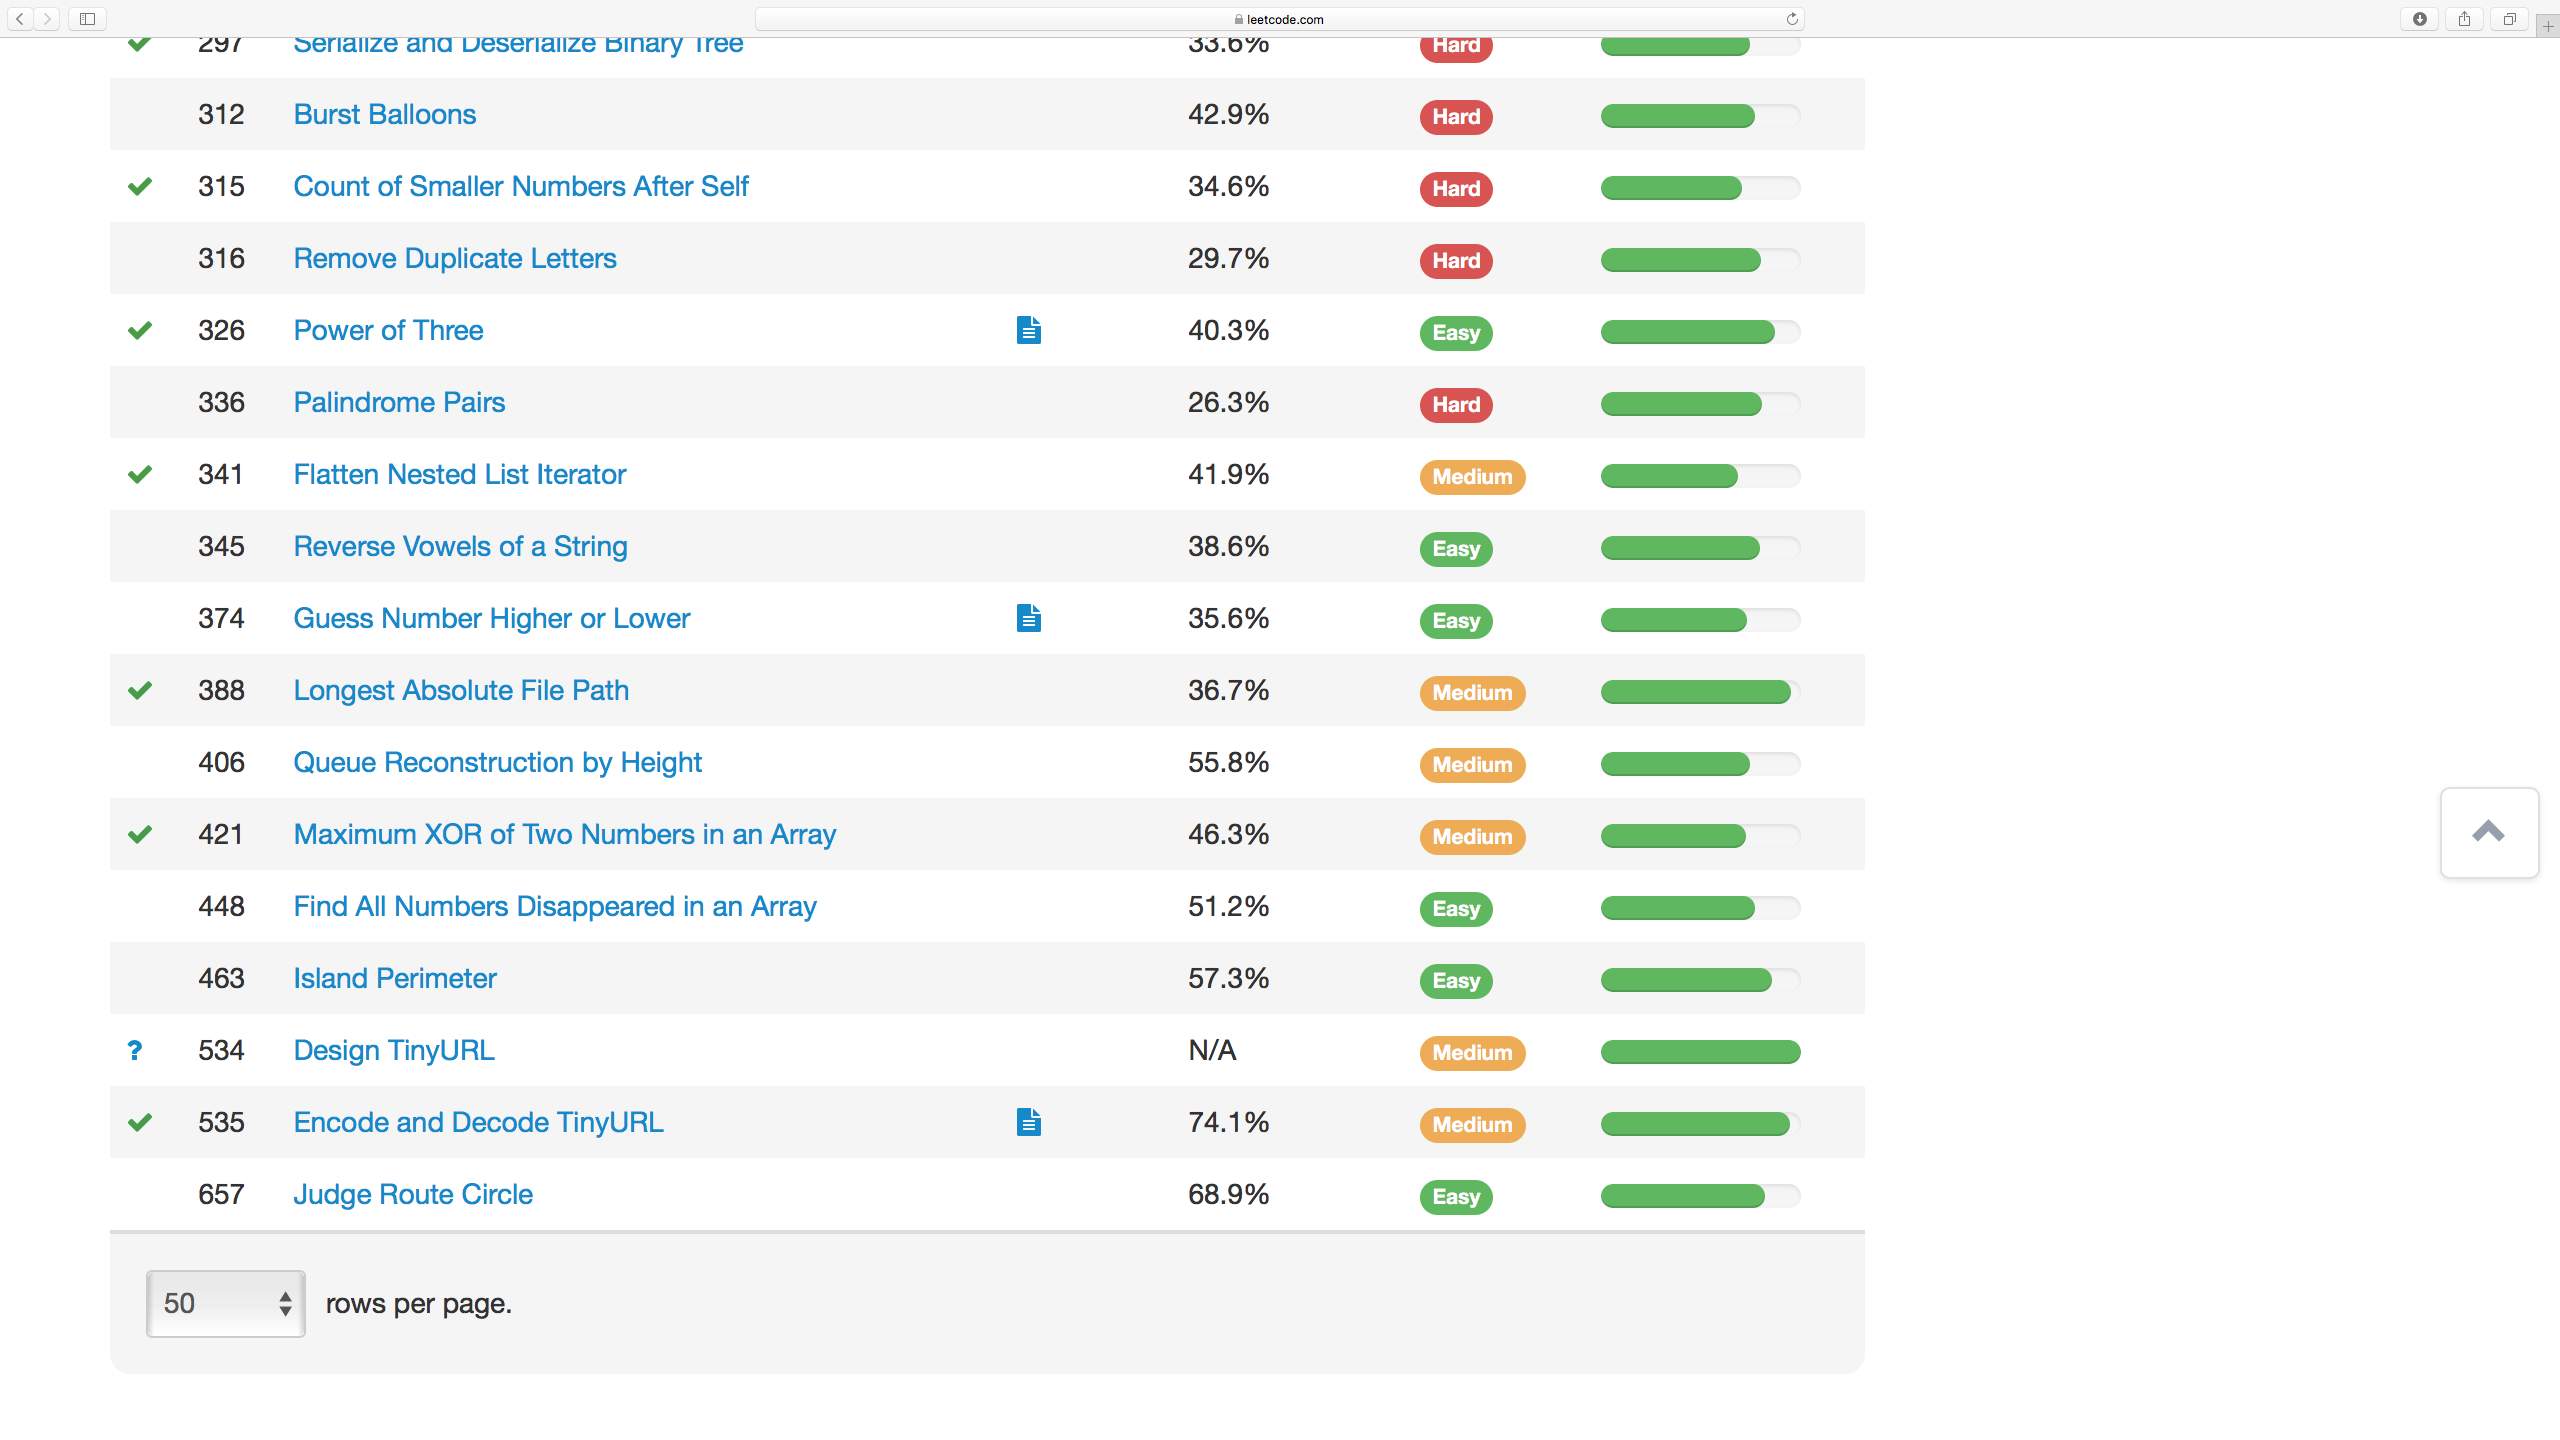 leetcode.com
297 Serialize and Deserialize Binary Tree 33.6% Hard
312 Burst Balloons 42.9% Hard
315 Count of Smaller Numbers After Self 34.6% Hard
316 Remove Duplicate Letters 29.7% Hard
326 Power of Three 40.3% Easy
336 Palindrome Pairs 26.3% Hard
341 Flatten Nested List Iterator 41.9% Medium
345 Reverse Vowels of a String 38.6% Easy
374 Guess Number Higher or Lower 35.6% Easy
388 Longest Absolute File Path 36.7% Medium
406 Queue Reconstruction by Height 55.8% Medium
421 Maximum XOR of Two Numbers in an Array 46.3% Medium
448 Find All Numbers Disappeared in an Array 51.2% Easy
463 Island Perimeter 57.3% Easy
? 534 Design TinyURL N/A Medium
535 Encode and Decode TinyURL 74.1% Medium
657 Judge Route Circle 68.9% Easy
50 rows per page.